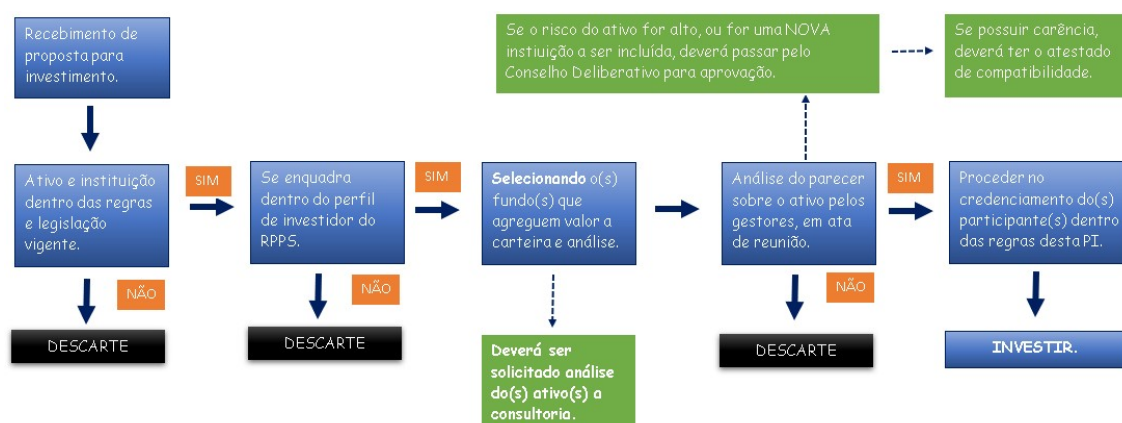 Recebimento de
proposta para
investimento.
Se o risco do ativo for alto, ou for uma NOVA
instiuição a ser incluída, deverá passar pelo
Conselho Deliberativo para aprovação.
Se possuir carência,
deverá ter o atestado
de compatibilidade.
Ativo e instituição
dentro das regras
e legislação
vigente.
SIM
Se enquadra
dentro do perfil
de investidor do
RPPS.
SIM
Selecionando o(s)
fundo(s) que
agreguem valor a
carteira e análise.
Análise do parecer
sobre o ativo pelos
gestores, em ata
de reunião.
SIM
Proceder no
credenciamento do(s)
participante(s) dentro
das regras desta PI.
NÃO
NÃO
NÃO
DESCARTE
DESCARTE
Deverá ser
solicitado análise
do(s) ativo(s) a
consultoria.
DESCARTE
INVESTIR.